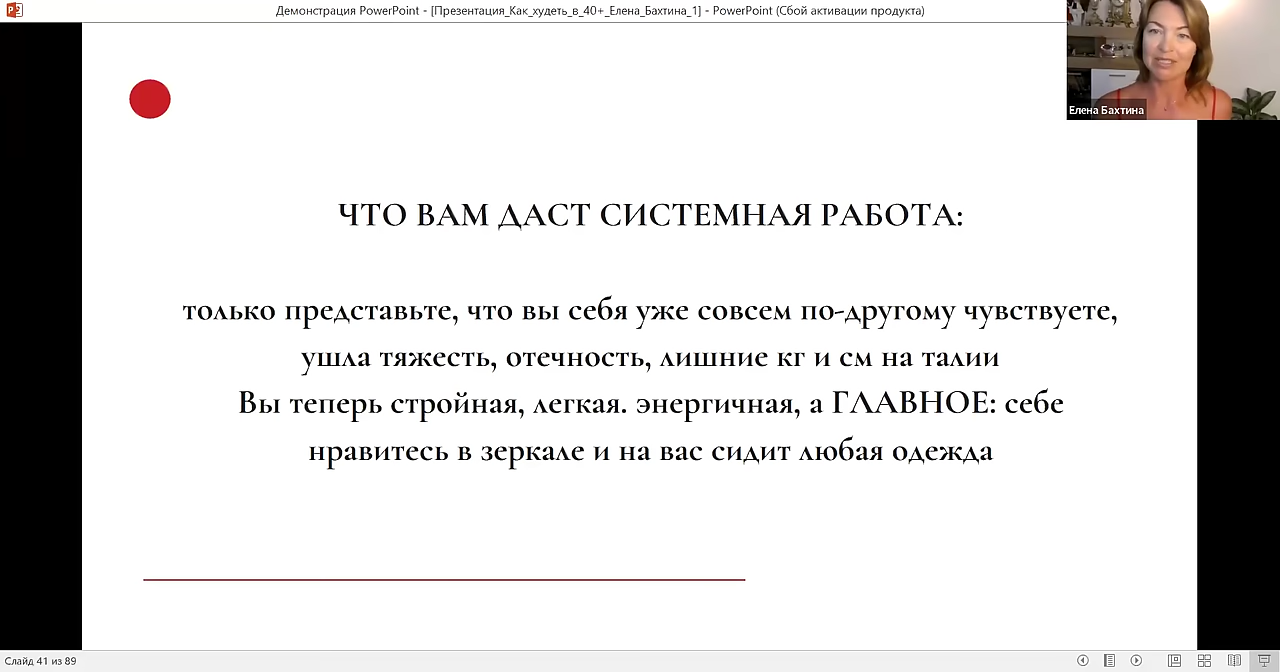 Демонстрация PowerPoint - [Презентация_Как_худеть_в_40+_Елена_Бахтина_1] - PowerPoint (Сбой активации продукта)
Елена Бахтина
ЧТО ВАМ ДАСТ СИСТЕМНАЯ РАБОТА:
только представьте, что вы себя уже совсем по-другому чувствуете,
ушла тяжесть, отечность, лишние кг и см на талии
Вы теперь стройная, легкая. энергичная, а ГЛАВНОЕ: себе
нравитесь в зеркале и на вас сидит любая одежда
Слайд 41 из 89